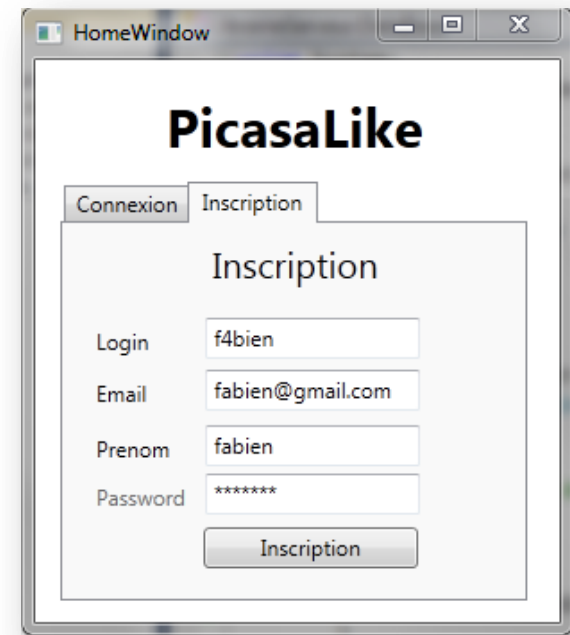 HomeWindow
PicasaLike
Connexion Inscription
Inscription
Login f4bien
Email fabien@gmail.com
Prenom fabien
Password *******
Inscription